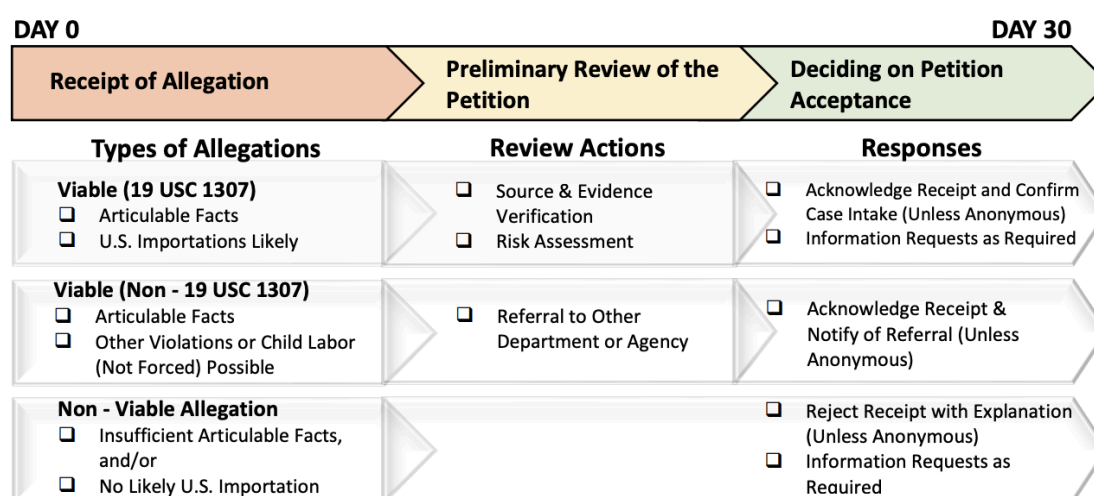 DAY 0
DAY 30
Receipt of Allegation
Preliminary Review of the
Petition
Deciding on Petition
Acceptance
Types of Allegations
Review Actions
Responses
Viable (19 USC 1307)
❑ Articulable Facts
❑ U.S. Importations Likely
❑ Source & Evidence
Verification
❑ Risk Assessment
❑ Acknowledge Receipt and Confirm
Case Intake (Unless Anonymous)
❑ Information Requests as Required
Viable (Non - 19 USC 1307)
❑ Articulable Facts
❑ Other Violations or Child Labor
(Not Forced) Possible
❑ Referral to Other
Department or Agency
❑ Acknowledge Receipt &
Notify of Referral (Unless
Anonymous)
Non - Viable Allegation
❑ Insufficient Articulable Facts,
and/or
❑ No Likely U.S. Importation
❑ Reject Receipt with Explanation
(Unless Anonymous)
❑ Information Requests as
Required